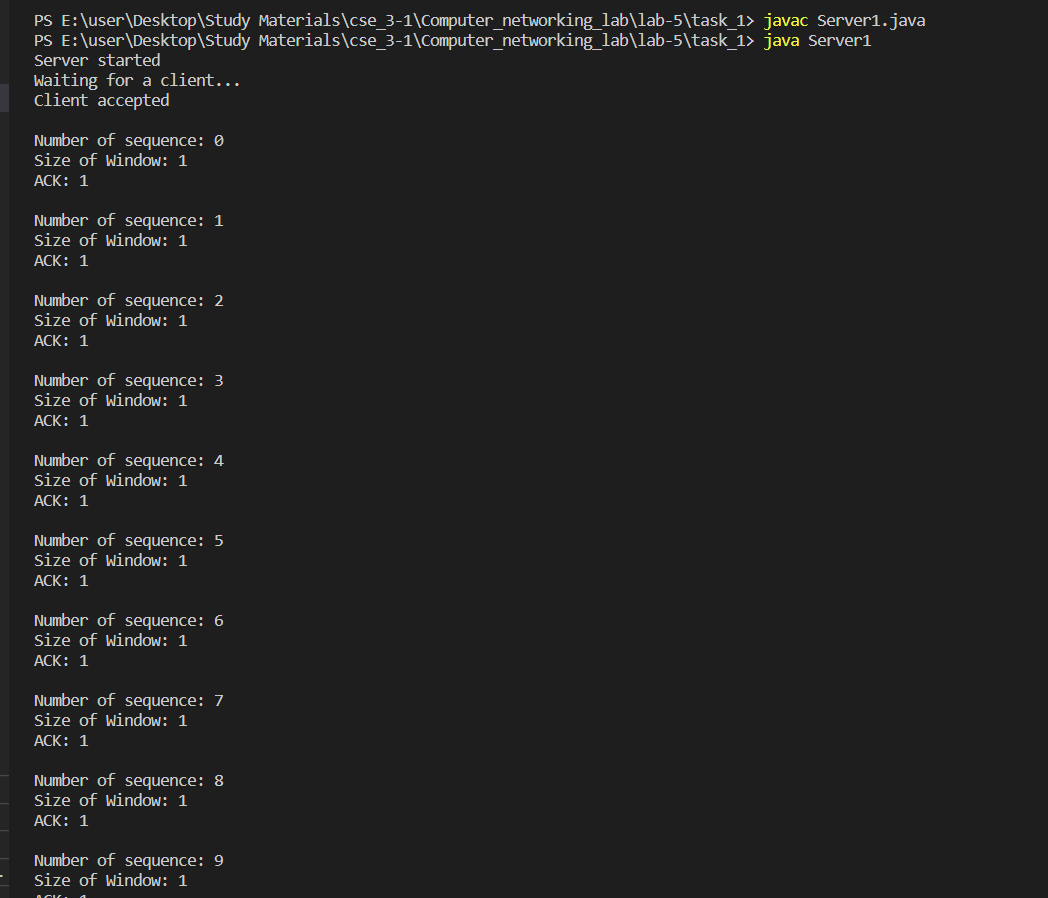 PS E:\user\Desktop\Study Materials\cse_3-1\Computer_networking_lab\lab-5\task_1> javac Server1.java
PS E:\user\Desktop\Study Materials\cse_3-1\Computer_networking_lab\lab-5\task_1> java Server1
Server started
Waiting for a client...
Client accepted
Number of sequence: 0
Size of Window: 1
ACK: 1
Number of sequence: 1
Size of Window: 1
ACK: 1
Number of sequence: 2
Size of Window: 1
ACK: 1
Number of sequence: 3
Size of Window: 1
ACK: 1
Number of sequence: 4
Size of Window: 1
ACK: 1
Number of sequence: 5
Size of Window: 1
ACK: 1
Number of sequence: 6
Size of Window: 1
ACK: 1
Number of sequence: 7
Size of Window: 1
ACK: 1
Number of sequence: 8
Size of Window: 1
ACK: 1
Number of sequence: 9
Size of Window: 1